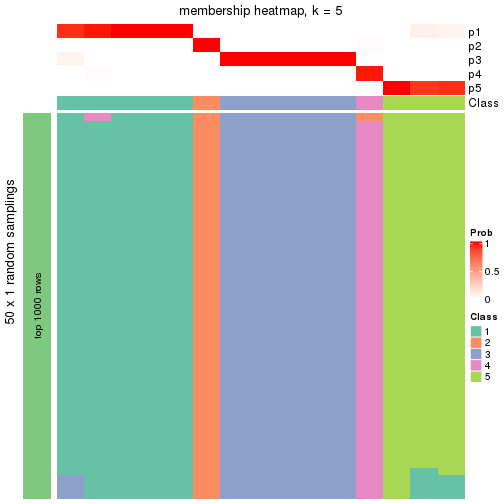 membership heatmap, k = 5
p1
p2
p3
p4
p5
Class
50 x 1 random samplings
top 1000 rows
Prob
1
0.5
0
Class
1
2
3
4
5